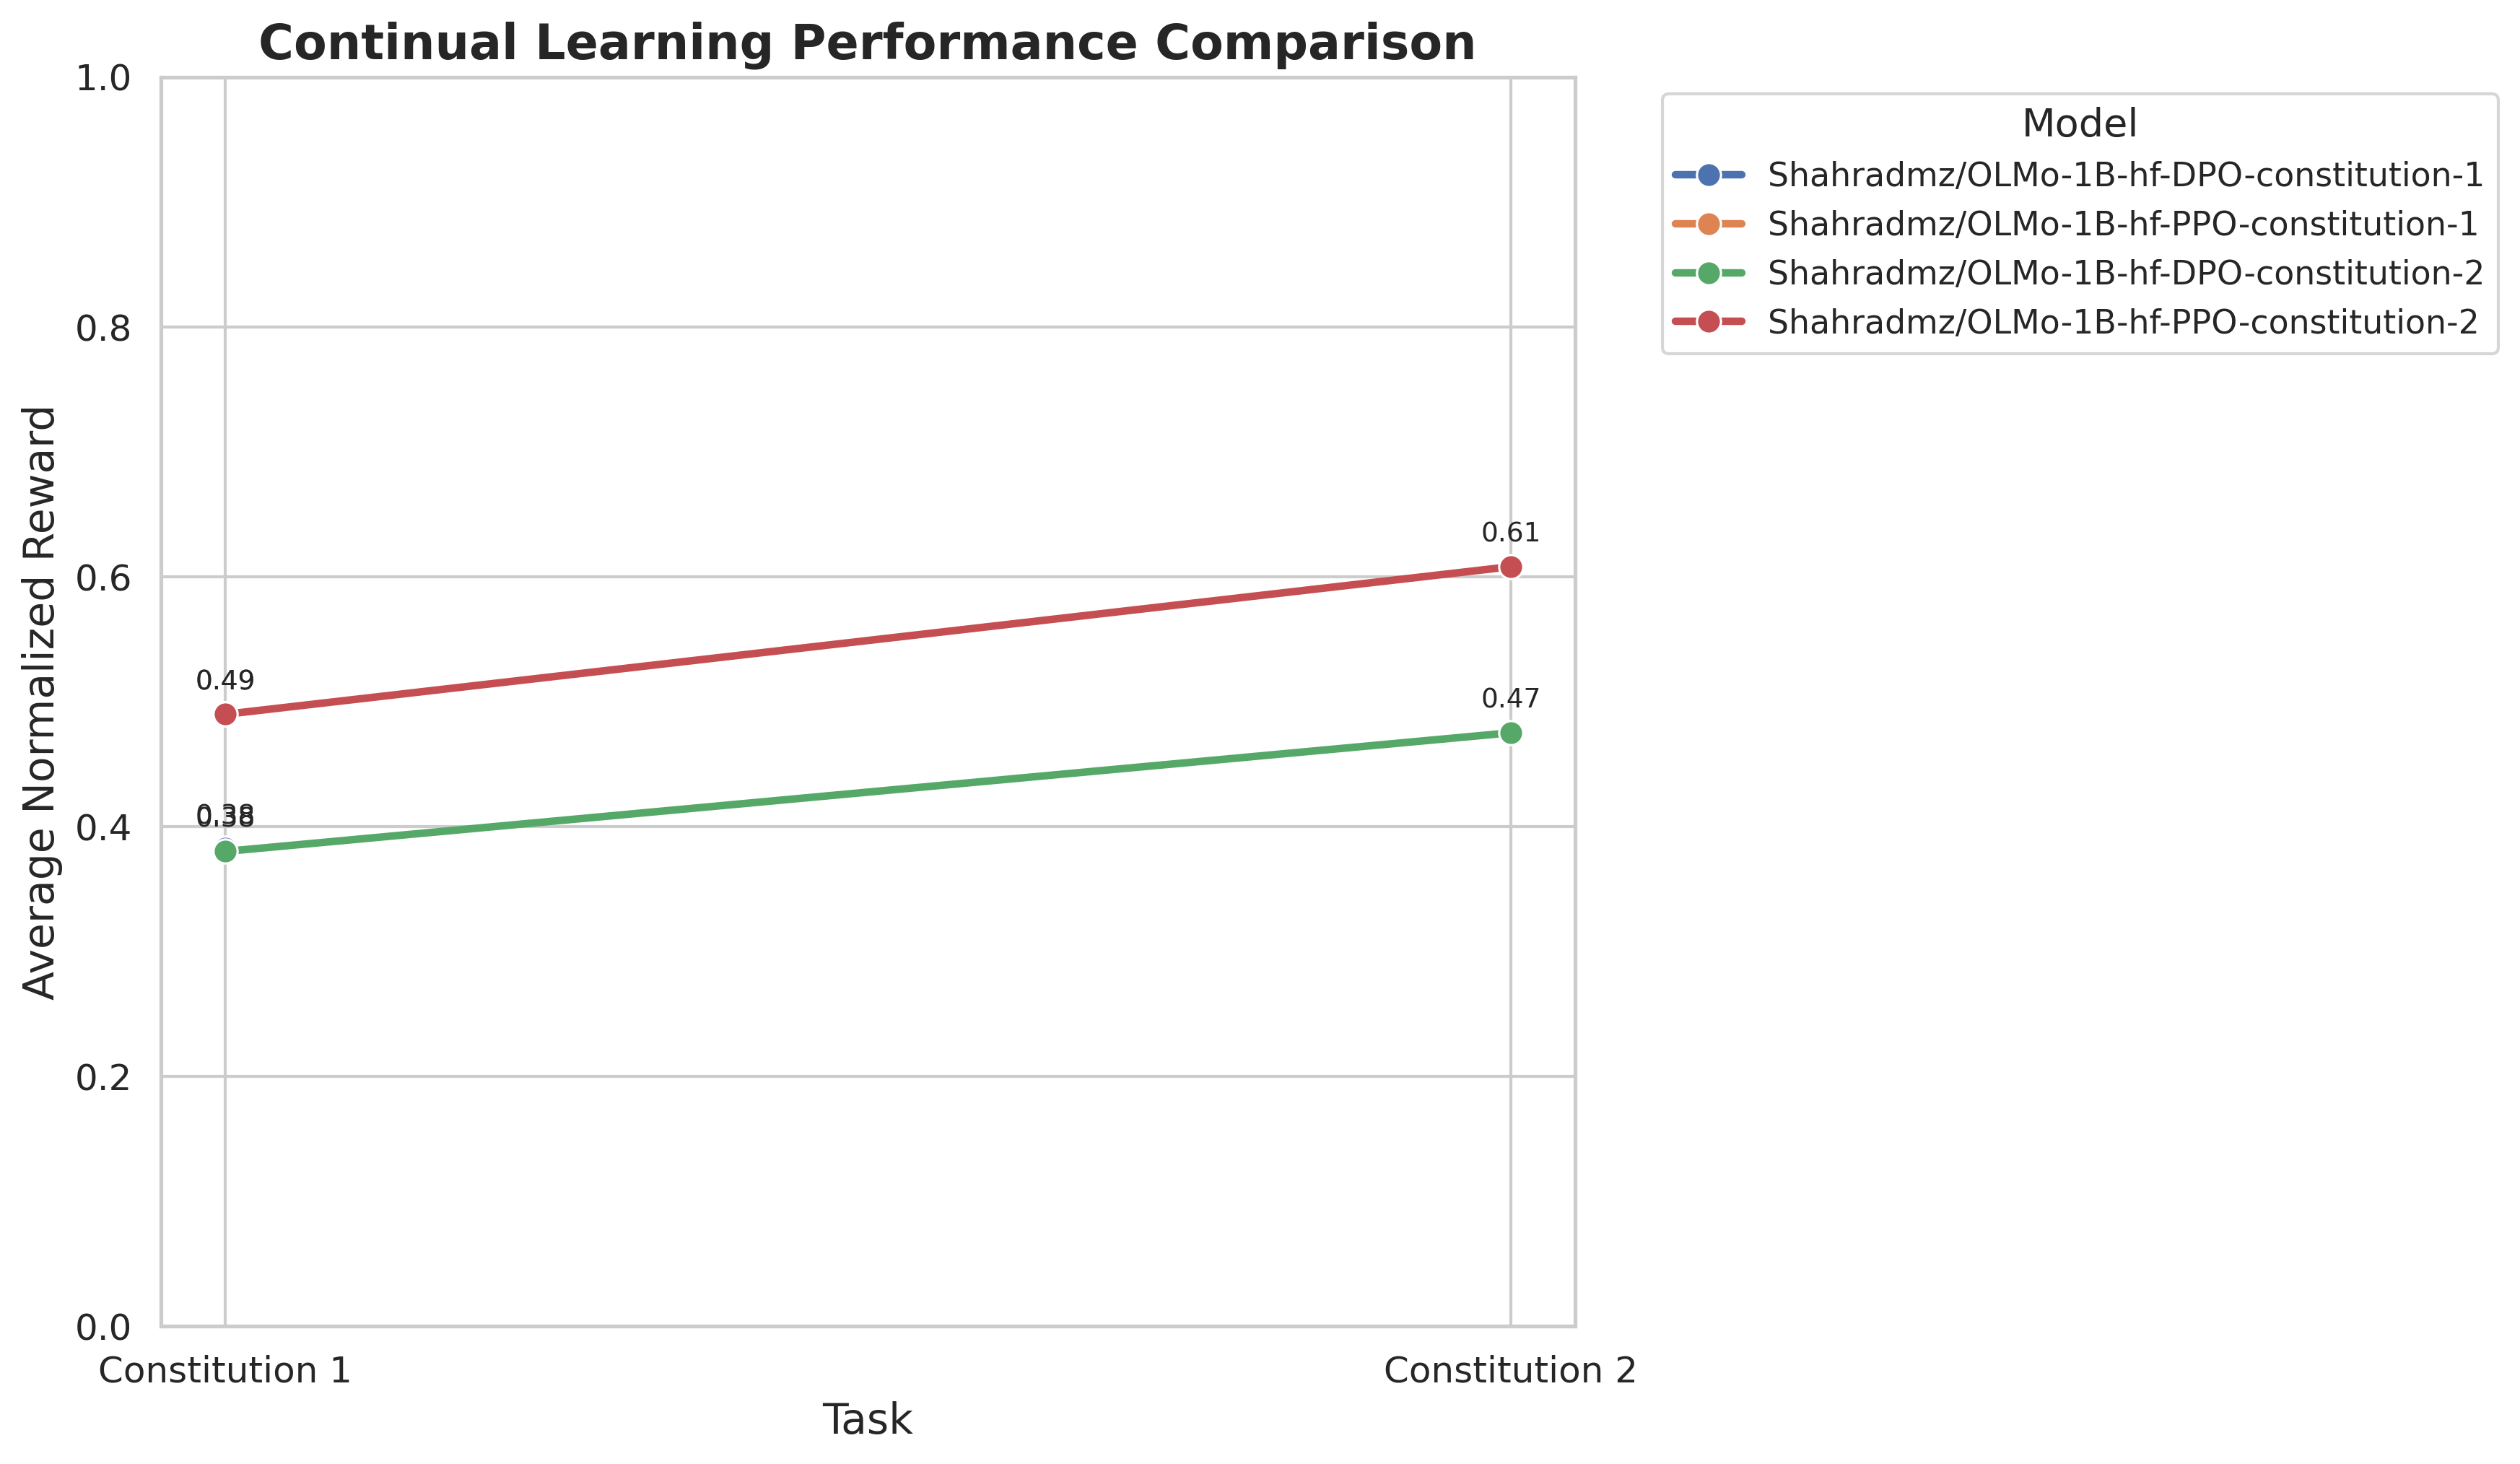 Continual Learning Performance Comparison
1.0
0.8
0.6
0.4
0.2
0.0
Average Normalized Reward
0.49
0.38
0.38
0.61
0.47
Constitution 1
Constitution 2
Task
Model
Shahradmz/OLMo-1B-hf-DPO-constitution-1
Shahradmz/OLMo-1B-hf-PPO-constitution-1
Shahradmz/OLMo-1B-hf-DPO-constitution-2
Shahradmz/OLMo-1B-hf-PPO-constitution-2